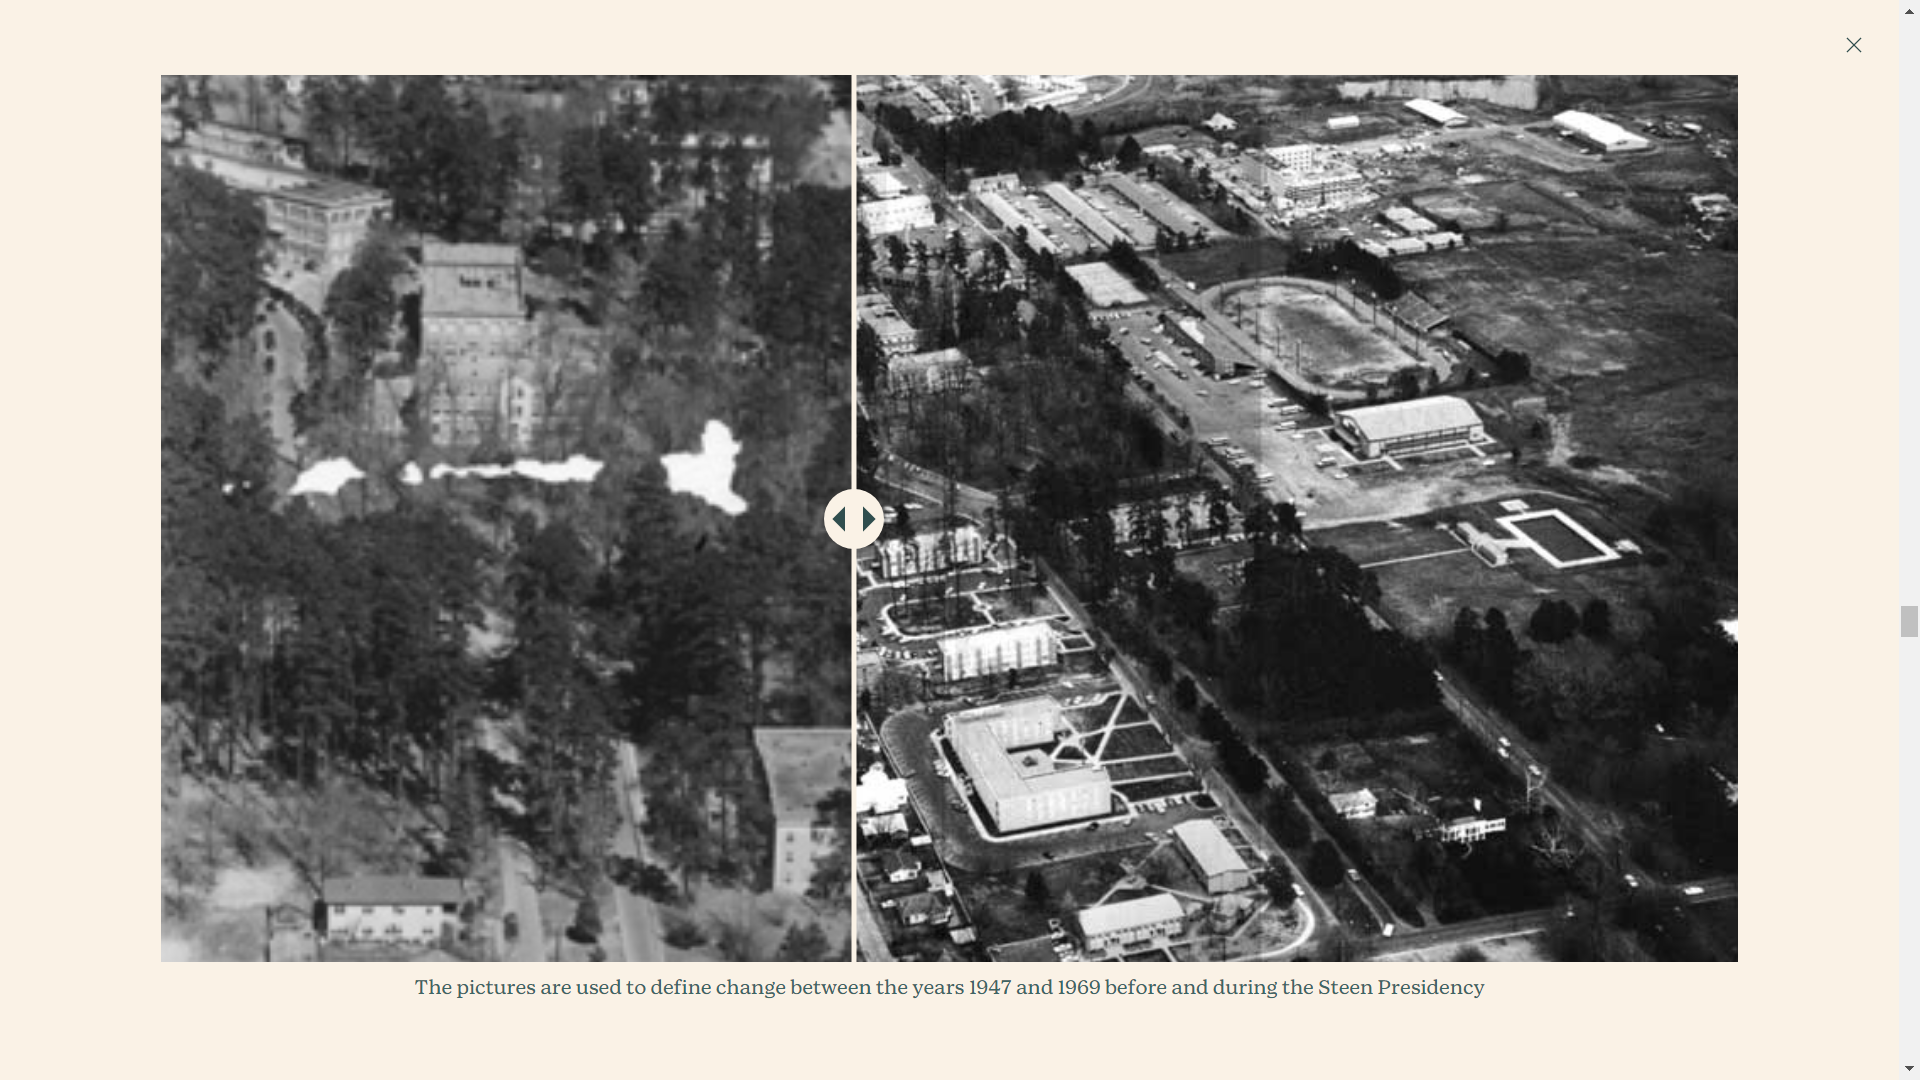 The pictures are used to define change between the years 1947 and 1969 before and during the Steen Presidency